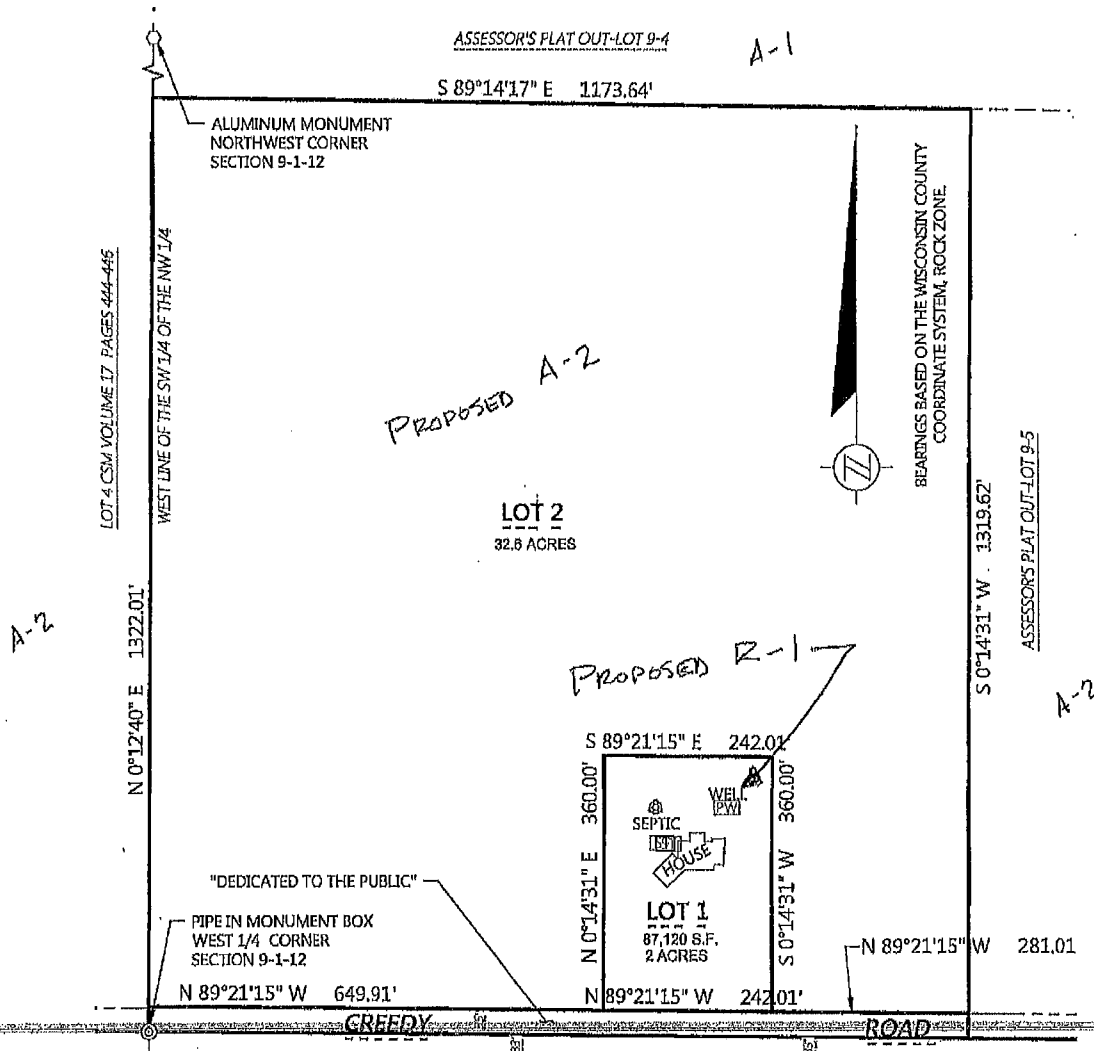 ASSESSOR'S PLAT OUT-LOT 9-4
A-1
S 89°14'17" E 1173.64'
ALUMINUM MONUMENT
NORTHWEST CORNER
SECTION 9-1-12
BEARINGS BASED ON THE WISCONSIN COUNTY
COORDINATE SYSTEM, ROCK ZONE.
LOT 4 CSM VOLUME 17 PAGES 444-446
WEST LINE OF THE SW 1/4 OF THE NW 1/4
PROPOSED A-2
LOT 2
32.6 ACRES
N 0°12'40" E 1322.01'
A-2
S 0°14'31" W 1319.62'
ASSESSOR'S PLAT OUT-LOT 9-5
A-2
PROPOSED R-1
S 89°21'15" E 242.01'
N 0°14'31" E 360.00'
S 0°14'31" W 360.00'
WELL
PW
SEPTIC
ST
HOUSE
LOT 1
87,120 S.F.
2 ACRES
"DEDICATED TO THE PUBLIC"
PIPE IN MONUMENT BOX
WEST 1/4 CORNER
SECTION 9-1-12
N 89°21'15" W 281.01
N 89°21'15" W 649.91'
N 89°21'15" W 242.01'
CREEDY ROAD